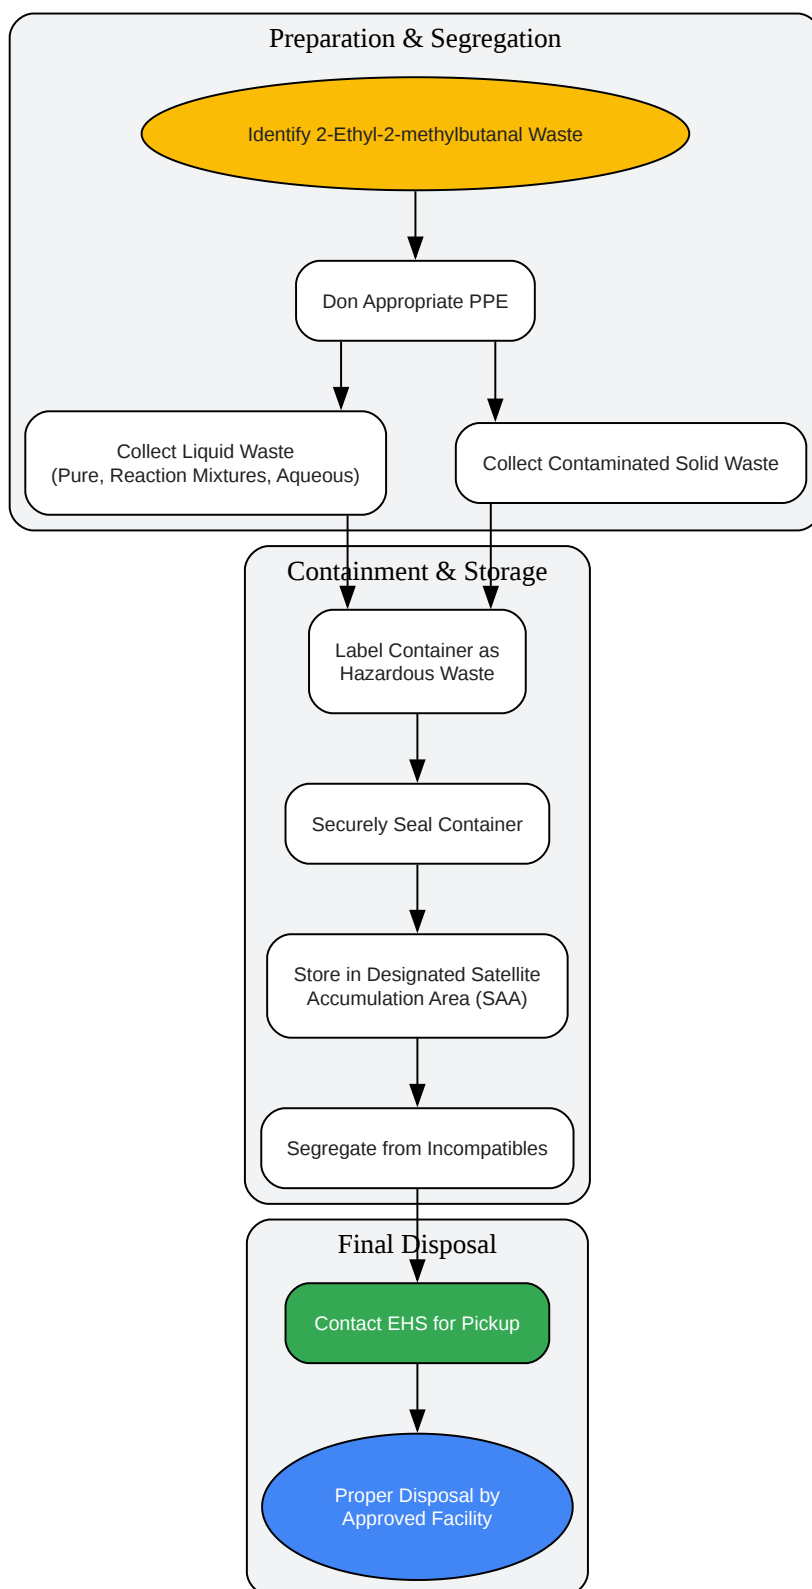 Preparation & Segregation
Identify 2-Ethyl-2-methylbutanal Waste
Don Appropriate PPE
Collect Liquid Waste
(Pure, Reaction Mixtures, Aqueous)
Collect Contaminated Solid Waste
Containment & Storage
Label Container as
Hazardous Waste
Securely Seal Container
Store in Designated Satellite
Accumulation Area (SAA)
Segregate from Incompatibles
Final Disposal
Contact EHS for Pickup
Proper Disposal by
Approved Facility